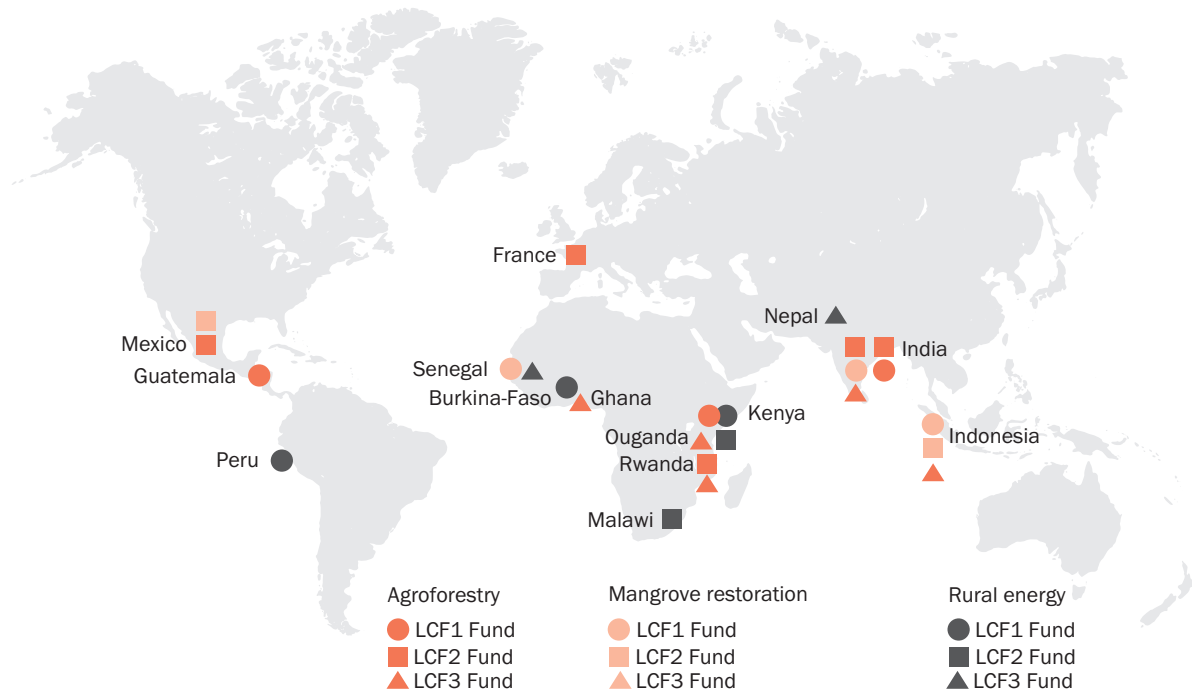 France
Nepal
Mexico
India
Senegal
Guatemala
Burkina-Faso
Ghana
Kenya
Ouganda
Indonesia
Peru
Rwanda
Malawi
Agroforestry
LCF1 Fund
LCF2 Fund
LCF3 Fund
Mangrove restoration
LCF1 Fund
LCF2 Fund
LCF3 Fund
Rural energy
LCF1 Fund
LCF2 Fund
LCF3 Fund